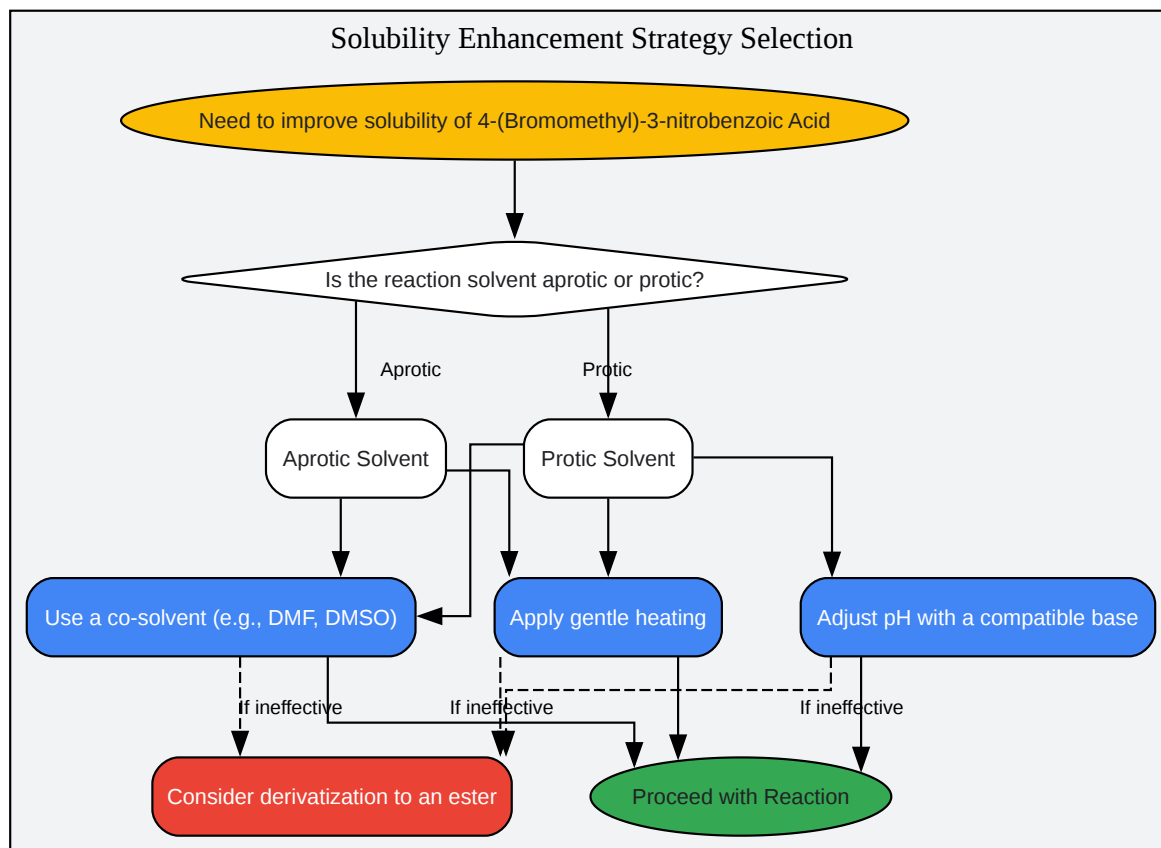 Solubility Enhancement Strategy Selection
Need to improve solubility of 4-(Bromomethyl)-3-nitrobenzoic Acid
Is the reaction solvent aprotic or protic?
Aprotic
Protic
Aprotic Solvent
Protic Solvent
Use a co-solvent (e.g., DMF, DMSO)
Apply gentle heating
Adjust pH with a compatible base
If ineffective
If ineffective
If ineffective
Consider derivatization to an ester
Proceed with Reaction